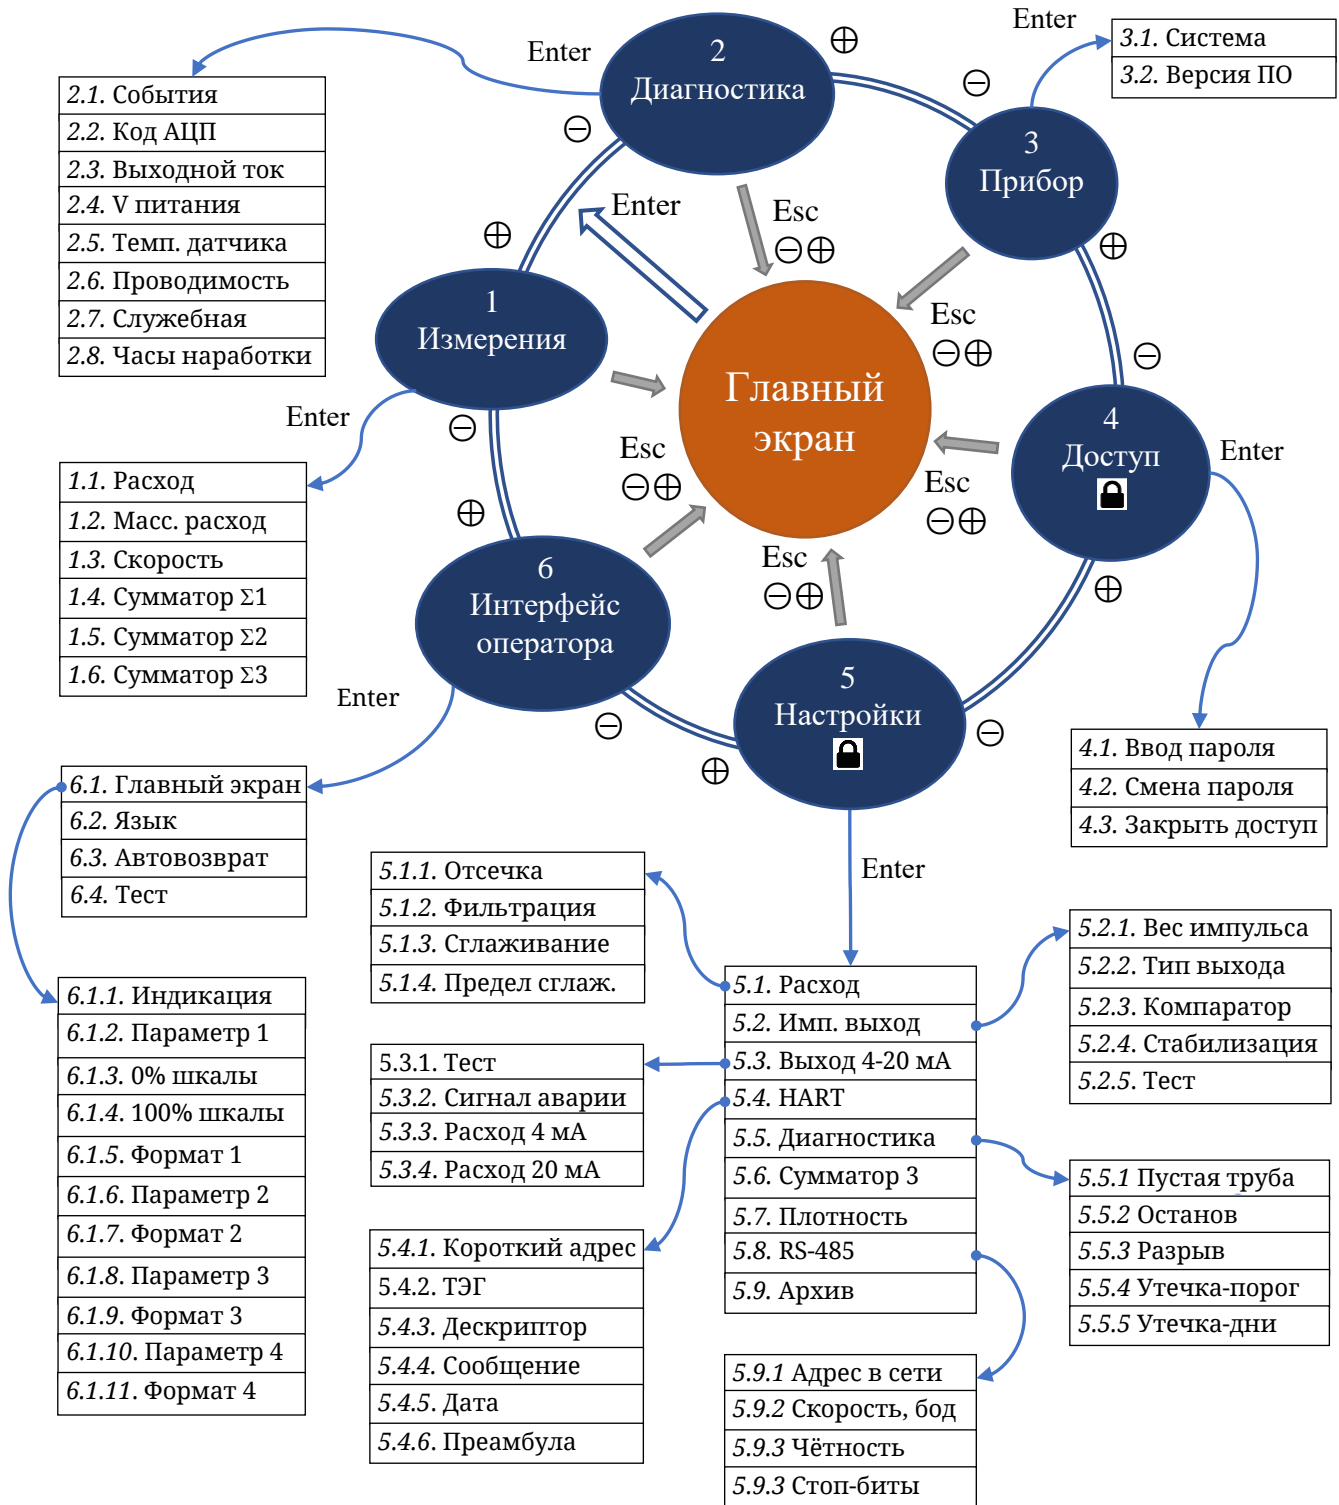 Enter
2
Диагностика
⊕
⊖
Enter
3.1. Система
3.2. Версия ПО
2.1. События
2.2. Код АЦП
2.3. Выходной ток
2.4. V питания
2.5. Темп. датчика
2.6. Проводимость
2.7. Служебная
2.8. Часы наработки
⊖
⊕
3
Прибор
⊕
⊖
Enter
Esc
⊖⊕
Esc
⊖⊕
1
Измерения
Главный
экран
4
Доступ
Enter
Enter
⊖
⊕
Esc
⊖⊕
Esc
⊖⊕
Esc
⊖⊕
1.1. Расход
1.2. Масс. расход
1.3. Скорость
1.4. Сумматор Σ1
1.5. Сумматор Σ2
1.6. Сумматор Σ3
6
Интерфейс
оператора
⊕
⊖
5
Настройки
Enter
⊖
⊕
4.1. Ввод пароля
4.2. Смена пароля
4.3. Закрыть доступ
6.1. Главный экран
6.2. Язык
6.3. Автовозврат
6.4. Тест
Enter
5.1.1. Отсечка
5.1.2. Фильтрация
5.1.3. Сглаживание
5.1.4. Предел сглаж.
5.2.1. Вес импульса
5.2.2. Тип выхода
5.2.3. Компаратор
5.2.4. Стабилизация
5.2.5. Тест
6.1.1. Индикация
6.1.2. Параметр 1
6.1.3. 0% шкалы
6.1.4. 100% шкалы
6.1.5. Формат 1
6.1.6. Параметр 2
6.1.7. Формат 2
6.1.8. Параметр 3
6.1.9. Формат 3
6.1.10. Параметр 4
6.1.11. Формат 4
5.3.1. Тест
5.3.2. Сигнал аварии
5.3.3. Расход 4 мА
5.3.4. Расход 20 мА
5.1. Расход
5.2. Имп. выход
5.3. Выход 4-20 мА
5.4. HART
5.5. Диагностика
5.6. Сумматор 3
5.7. Плотность
5.8. RS-485
5.9. Архив
5.5.1 Пустая труба
5.5.2 Останов
5.5.3 Разрыв
5.5.4 Утечка-порог
5.5.5 Утечка-дни
5.4.1. Короткий адрес
5.4.2. ТЭГ
5.4.3. Дескриптор
5.4.4. Сообщение
5.4.5. Дата
5.4.6. Преамбула
5.9.1 Адрес в сети
5.9.2 Скорость, бод
5.9.3 Чётность
5.9.3 Стоп-биты